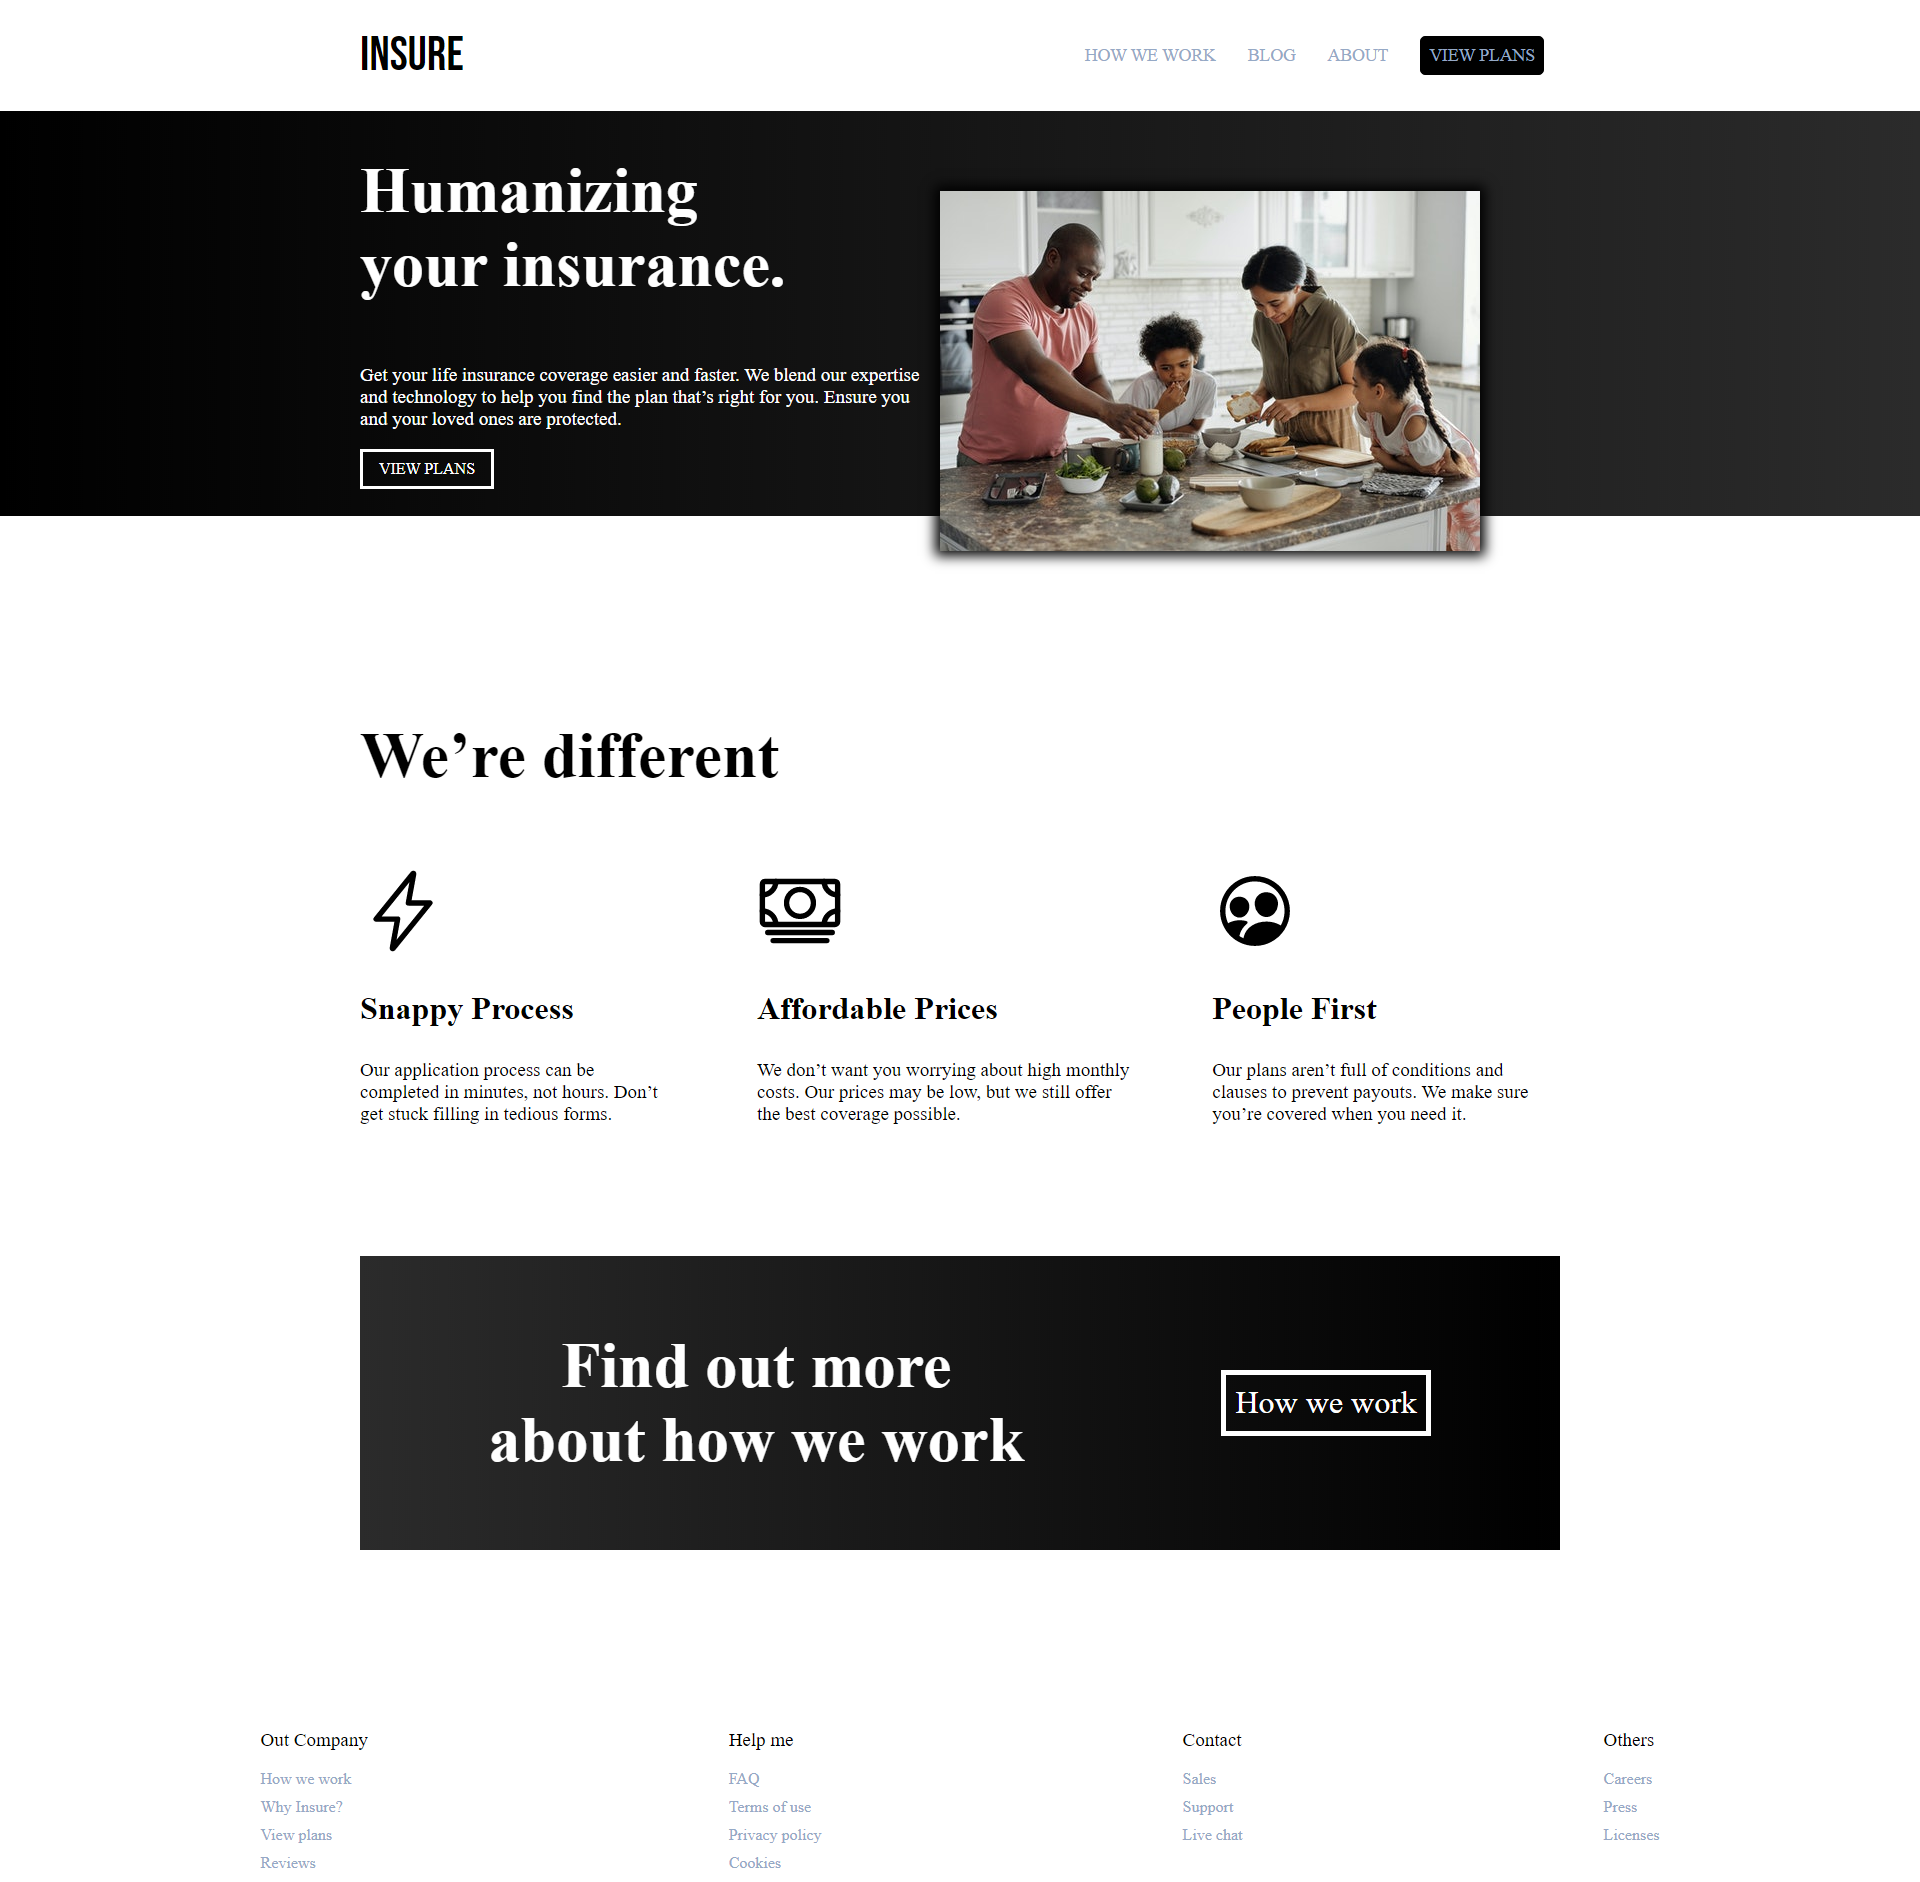 INSURE
HOW WE WORK BLOG ABOUT VIEW PLANS
Humanizing
your insurance.
Get your life insurance coverage easier and faster. We blend our expertise
and technology to help you find the plan that’s right for you. Ensure you
and your loved ones are protected.
VIEW PLANS
We’re different
Snappy Process
Our application process can be
completed in minutes, not hours. Don’t
get stuck filling in tedious forms.
Affordable Prices
We don’t want you worrying about high monthly
costs. Our prices may be low, but we still offer
the best coverage possible.
People First
Our plans aren’t full of conditions and
clauses to prevent payouts. We make sure
you’re covered when you need it.
Find out more
about how we work
How we work
Out Company
How we work
Why Insure?
View plans
Reviews
Help me
FAQ
Terms of use
Privacy policy
Cookies
Contact
Sales
Support
Live chat
Others
Careers
Press
Licenses